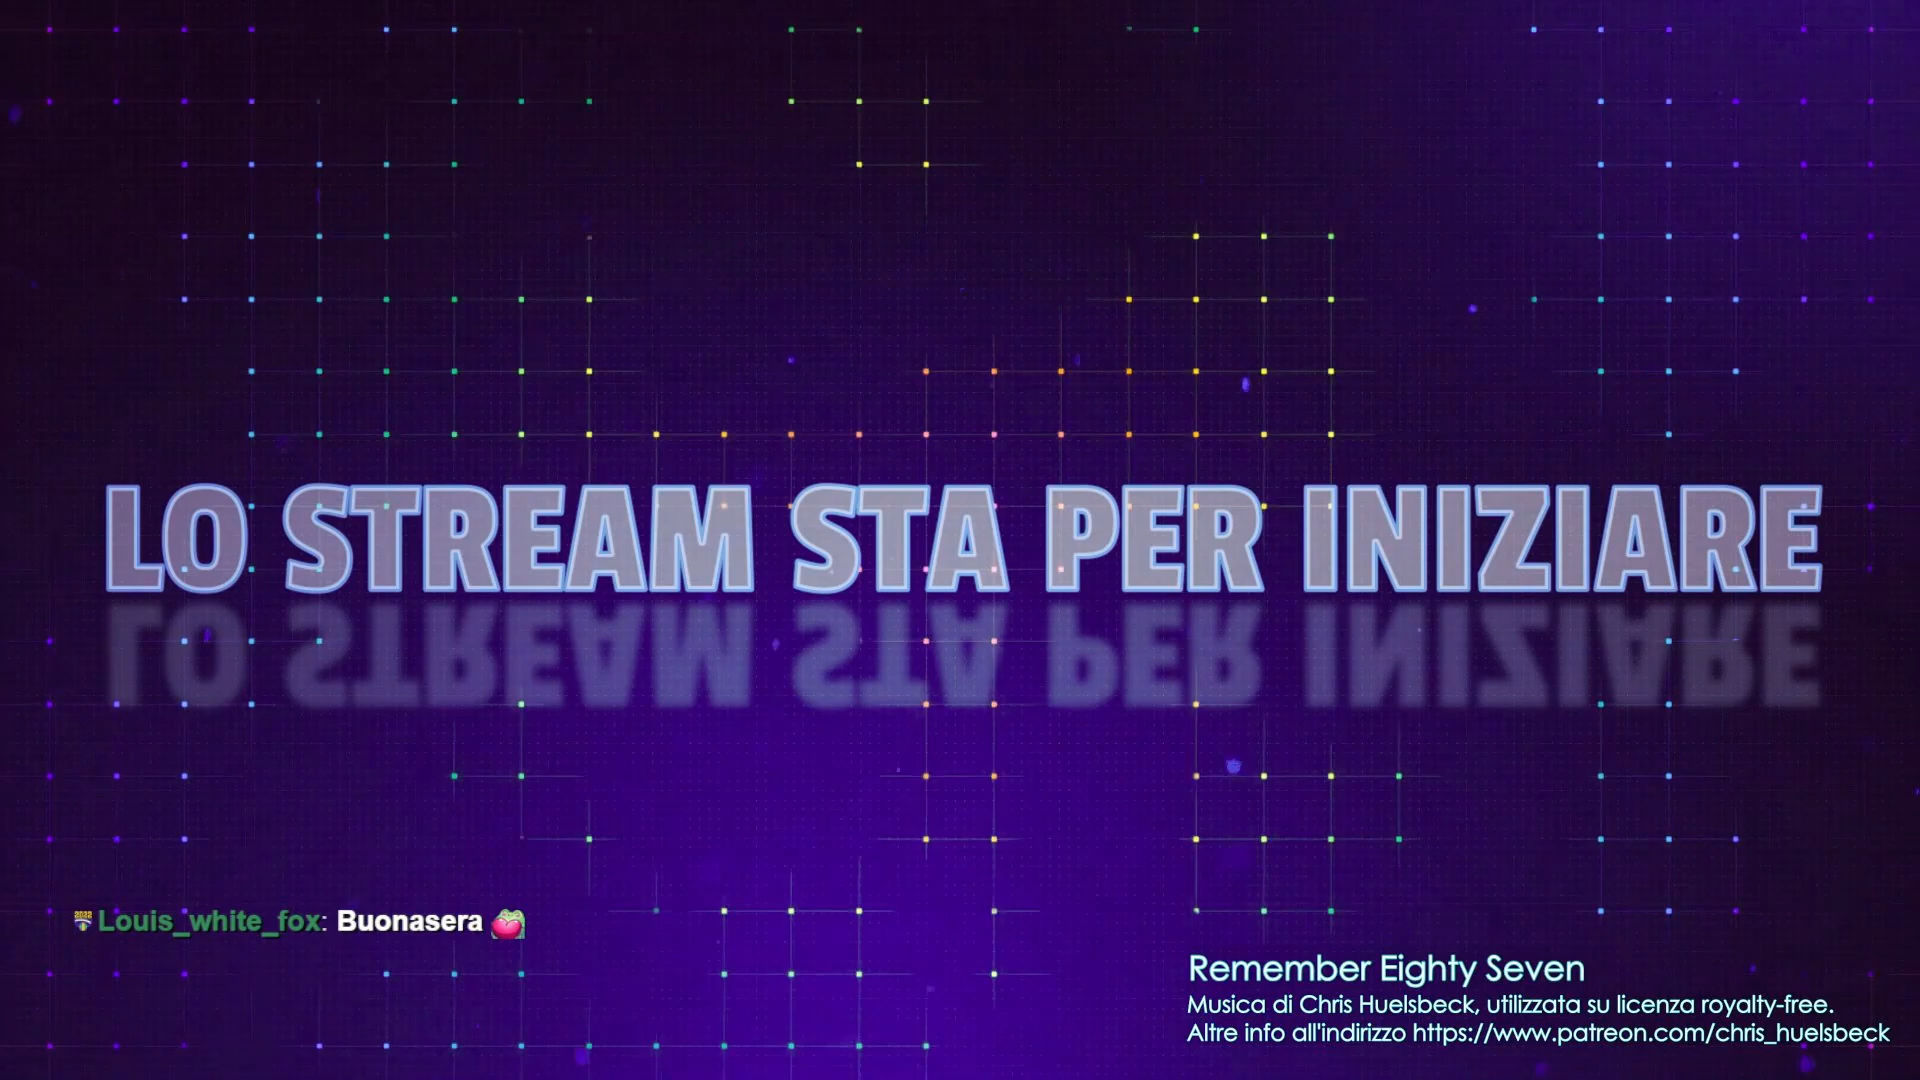 LO STREAM STA PER INIZIARE
Louis_white_fox: Buonasera
Remember Eighty Seven
Musica di Chris Huelsbeck, utilizzata su licenza royalty-free.
Altre info all'indirizzo https://www.patreon.com/chris_huelsbeck